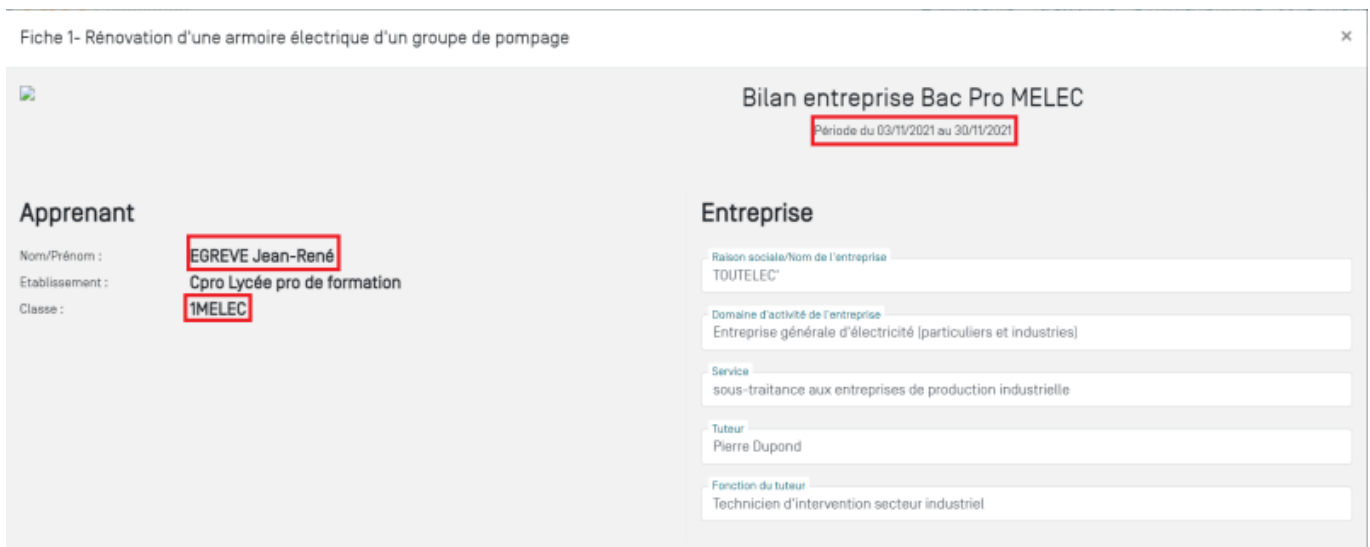 Fiche 1- Rénovation d'une armoire électrique d'un groupe de pompage
×
Bilan entreprise Bac Pro MELEC
Période du 03/11/2021 au 30/11/2021
Apprenant
Nom/Prénom : EGREVE Jean-René
Etablissement : Cpro Lycée pro de formation
Classe : 1MELEC
Entreprise
Raison sociale/Nom de l'entreprise
TOUTELEC'
Domaine d'activité de l'entreprise
Entreprise générale d'électricité (particuliers et industries)
Service
sous-traitance aux entreprises de production industrielle
Tuteur
Pierre Dupond
Fonction du tuteur
Technicien d'intervention secteur industriel